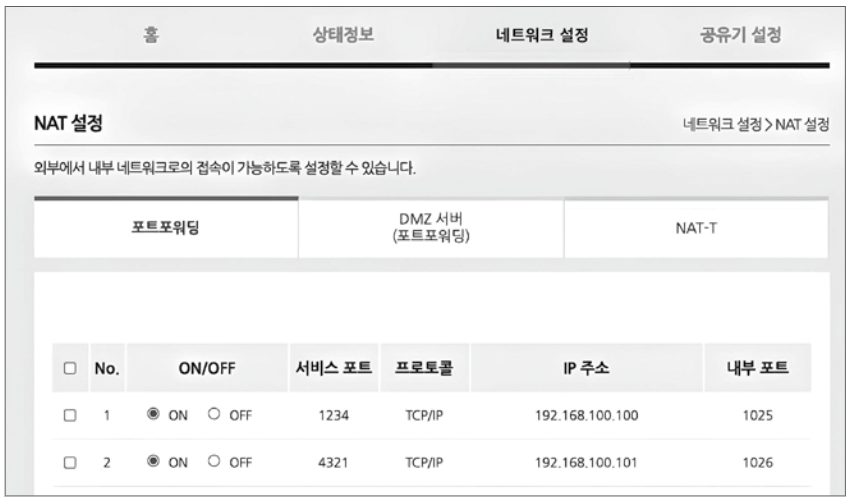 홈 상태정보 네트워크 설정 공유기 설정
NAT 설정 네트워크 설정 > NAT 설정
외부에서 내부 네트워크로의 접속이 가능하도록 설정할 수 있습니다.
포트포워딩 DMZ 서버 (포트포워딩) NAT-T
No. ON/OFF 서비스 포트 프로토콜 IP 주소 내부 포트
1 ON OFF 1234 TCP/IP 192.168.100.100 1025
2 ON OFF 4321 TCP/IP 192.168.100.101 1026